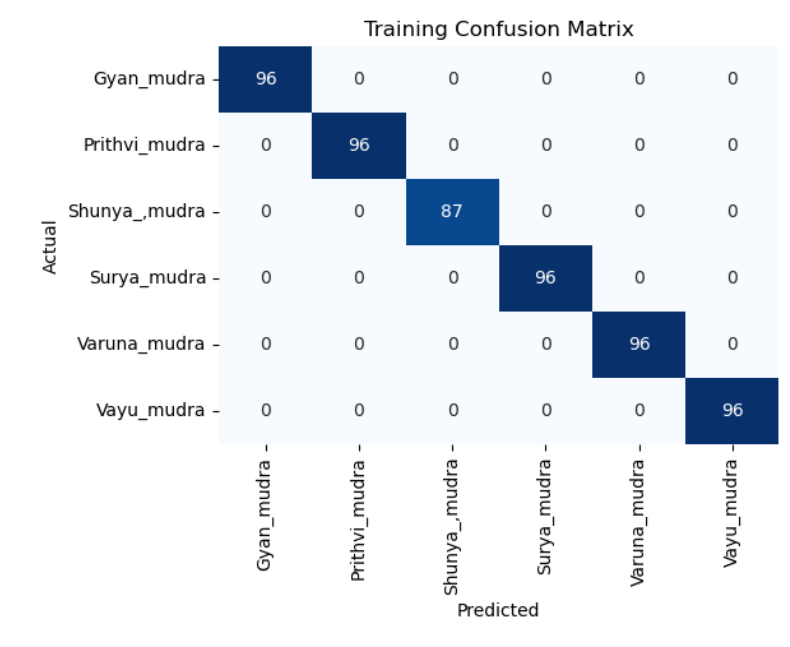 Training Confusion Matrix
Gyan_mudra 96 0 0 0 0 0
Prithvi_mudra 0 96 0 0 0 0
Shunya_,mudra 0 0 87 0 0 0
Surya_mudra 0 0 0 96 0 0
Varuna_mudra 0 0 0 0 96 0
Vayu_mudra 0 0 0 0 0 96
Actual
Gyan_mudra Prithvi_mudra Shunya_,mudra Surya_mudra Varuna_mudra Vayu_mudra
Predicted